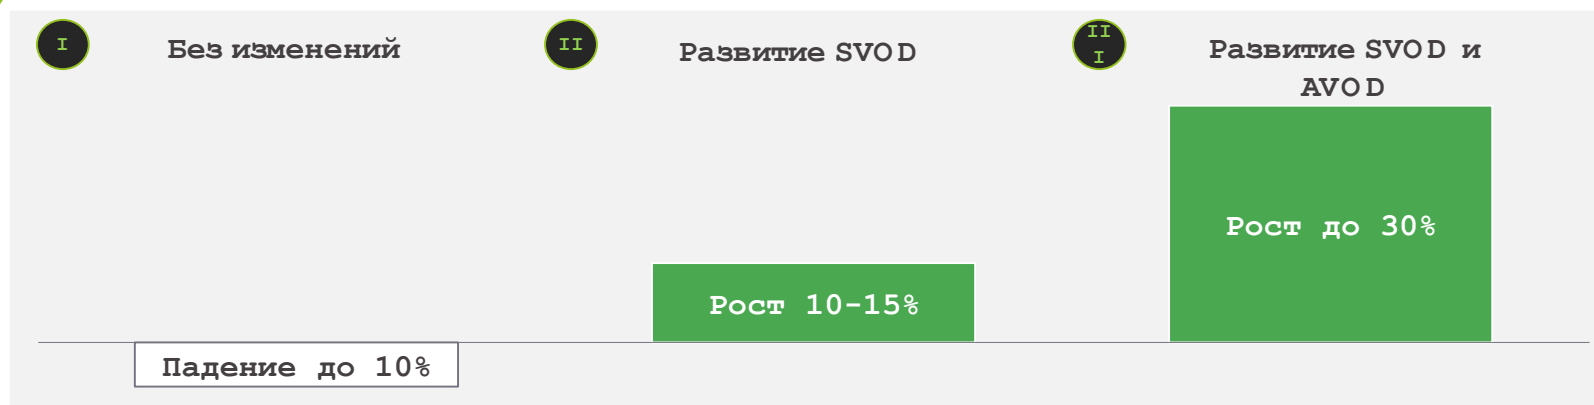 I
Без изменений
II
Развитие SVOD
II
I
Развитие SVOD и
AVOD
Рост до 30%
Рост 10-15%
Падение до 10%